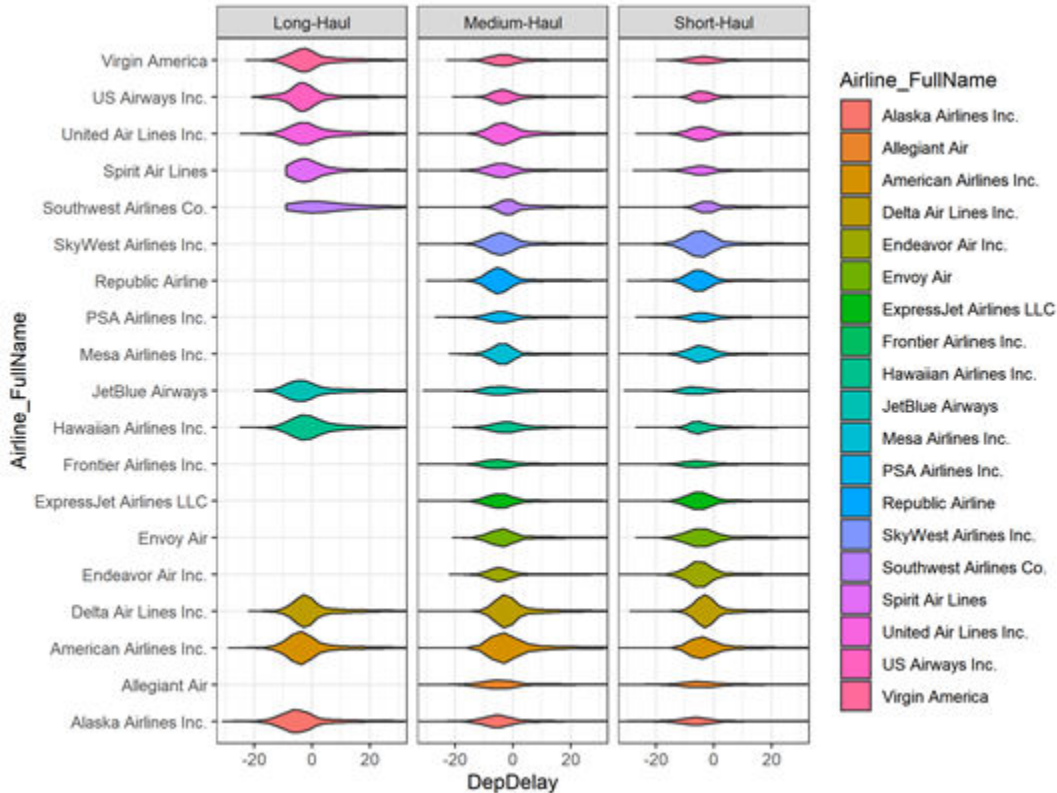 Long-Haul Medium-Haul Short-Haul
Airline_FullName
Virgin America
US Airways Inc.
United Air Lines Inc.
Spirit Air Lines
Southwest Airlines Co.
SkyWest Airlines Inc.
Republic Airline
PSA Airlines Inc.
Mesa Airlines Inc.
JetBlue Airways
Hawaiian Airlines Inc.
Frontier Airlines Inc.
ExpressJet Airlines LLC
Envoy Air
Endeavor Air Inc.
Delta Air Lines Inc.
American Airlines Inc.
Allegiant Air
Alaska Airlines Inc.
-20 0 20 -20 0 20 -20 0 20
DepDelay
Airline_FullName
Alaska Airlines Inc.
Allegiant Air
American Airlines Inc.
Delta Air Lines Inc.
Endeavor Air Inc.
Envoy Air
ExpressJet Airlines LLC
Frontier Airlines Inc.
Hawaiian Airlines Inc.
JetBlue Airways
Mesa Airlines Inc.
PSA Airlines Inc.
Republic Airline
SkyWest Airlines Inc.
Southwest Airlines Co.
Spirit Air Lines
United Air Lines Inc.
US Airways Inc.
Virgin America